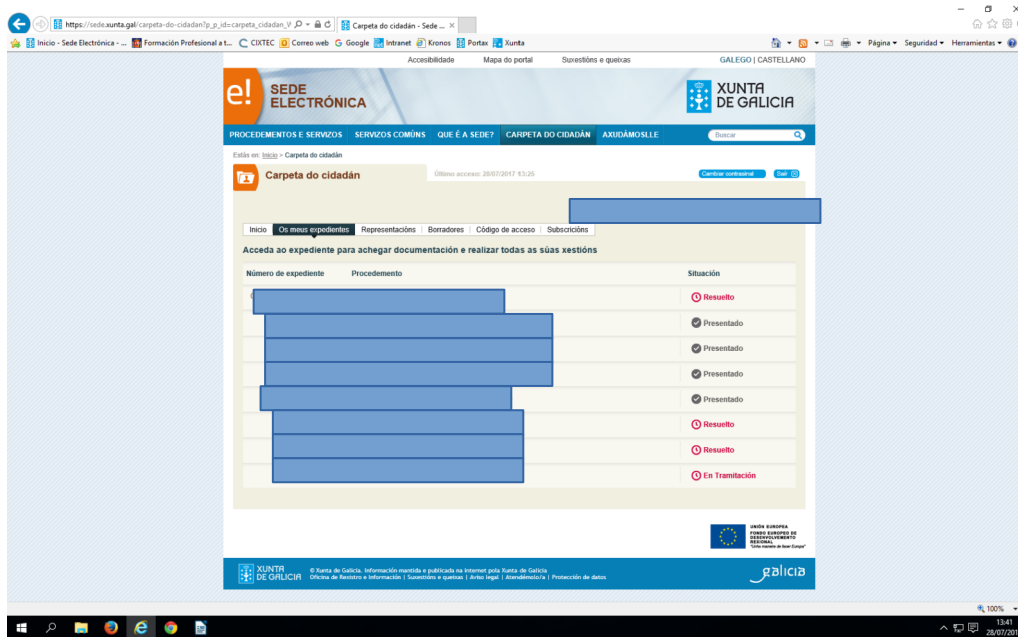 https://sede.xunta.gal/carpeta-do-cidadan?p_p_id=carpeta_cidadan_
Carpeta do cidadán - Sede ...
Inicio - Sede Electrónica - ... Formación Profesional a t... CIXTEC Correo web Google Intranet Kronos Portax Xunta
Página Seguridad Herramientas
Accesibilidade Mapa do portal Suxestións e queixas GALEGO | CASTELLANO
e! SEDE ELECTRÓNICA
XUNTA DE GALICIA
PROCEDEMENTOS E SERVIZOS SERVIZOS COMÚNS QUE É A SEDE? CARPETA DO CIDADÁN AXUDÁMOSLLE Buscar
Estás en: Inicio > Carpeta do cidadán
Carpeta do cidadán Último acceso: 28/07/2017 13:26 Cambiar contrasinal Saír
Inicio Os meus expedientes Representacións Borradores Código de acceso Subscricións
Acceda ao expediente para achegar documentación e realizar todas as súas xestións
Número de expediente Procedemento Situación
Resuelto
Presentado
Presentado
Presentado
Presentado
Resuelto
Resuelto
En Tramitación
UNIÓN EUROPEA
FONDO EUROPEO DE
DESENVOLVEMENTO
REXIONAL
"Unha maneira de facer Europa"
XUNTA DE GALICIA
© Xunta de Galicia. Información mantida e publicada na internet pola Xunta de Galicia
Oficina de Rexistro e Información | Suxestións e queixas | Aviso legal | Atendémolo/a | Protección de datos
galicia
100%
13:41
28/07/201